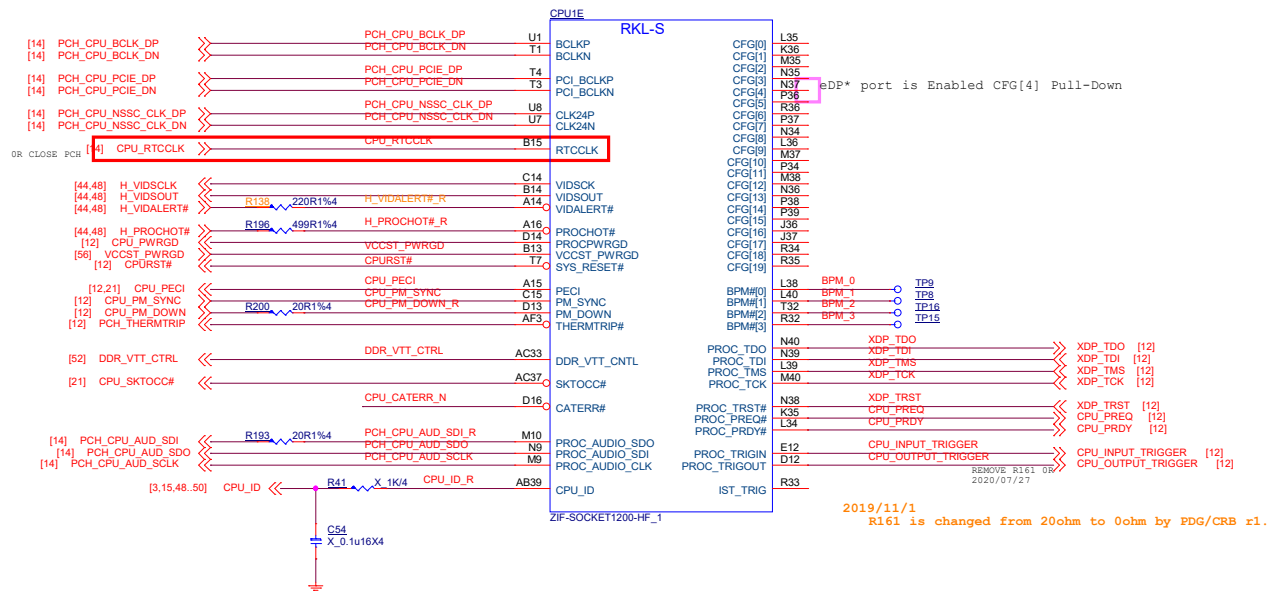 CPU1E
RKL-S
[14] PCH_CPU_BCLK_DP PCH_CPU_BCLK_DP U1 BCLKP CFG[0] L35
[14] PCH_CPU_BCLK_DN PCH_CPU_BCLK_DN T1 BCLKN CFG[1] K36
CFG[2] M35
[14] PCH_CPU_PCIE_DP PCH_CPU_PCIE_DP T4 PCI_BCLKP CFG[3] N35
[14] PCH_CPU_PCIE_DN PCH_CPU_PCIE_DN T3 PCI_BCLKN CFG[4] N37 eDP* port is Enabled CFG[4] Pull-Down
CFG[5] P36
[14] PCH_CPU_NSSC_CLK_DP PCH_CPU_NSSC_CLK_DP U8 CLK24P CFG[6] R36
[14] PCH_CPU_NSSC_CLK_DN PCH_CPU_NSSC_CLK_DN U7 CLK24N CFG[7] P37
CFG[8] N34
0R CLOSE PCH [14] CPU_RTCCLK CPU_RTCCLK B15 RTCCLK CFG[9] L36
CFG[10] M37
CFG[11] P34
[44,48] H_VIDSCLK C14 VIDSCK CFG[12] M38
[44,48] H_VIDSOUT B14 VIDSOUT CFG[13] N36
[44,48] H_VIDALERT# R138 220R1%4 H_VIDALERT#_R A14 VIDALERT# CFG[14] P38
CFG[15] P39
[44,48] H_PROCHOT# R196 499R1%4 H_PROCHOT#_R A16 PROCHOT# CFG[16] J36
[12] CPU_PWRGD D14 PROCPWRGD CFG[17] J37
[56] VCCST_PWRGD VCCST_PWRGD B13 VCCST_PWRGD CFG[18] R34
[12] CPURST# CPURST# T7 SYS_RESET# CFG[19] R35
[12,21] CPU_PECI CPU_PECI A15 PECI BPM#[0] L38 BPM_0 TP9
[12] CPU_PM_SYNC CPU_PM_SYNC C15 PM_SYNC BPM#[1] L40 BPM_1 TP8
[12] CPU_PM_DOWN R200 20R1%4 CPU_PM_DOWN_R D13 PM_DOWN BPM#[2] T32 BPM_2 TP16
[12] PCH_THERMTRIP AF3 THERMTRIP# BPM#[3] R32 BPM_3 TP15
PROC_TDO N40 XDP_TDO XDP_TDO [12]
[52] DDR_VTT_CTRL DDR_VTT_CTRL AC33 DDR_VTT_CNTL PROC_TDI N39 XDP_TDI XDP_TDI [12]
PROC_TMS L39 XDP_TMS XDP_TMS [12]
[21] CPU_SKTOCC# AC37 SKTOCC# PROC_TCK M40 XDP_TCK XDP_TCK [12]
CPU_CATERR_N D16 CATERR# PROC_TRST# N38 XDP_TRST XDP_TRST [12]
PROC_PREQ# K35 CPU_PREQ CPU_PREQ [12]
PROC_PRDY# L34 CPU_PRDY CPU_PRDY [12]
[14] PCH_CPU_AUD_SDI R193 20R1%4 PCH_CPU_AUD_SDI_R M10 PROC_AUDIO_SDO
[14] PCH_CPU_AUD_SDO PCH_CPU_AUD_SDO N9 PROC_AUDIO_SDI PROC_TRIGIN E12 CPU_INPUT_TRIGGER CPU_INPUT_TRIGGER [12]
[14] PCH_CPU_AUD_SCLK PCH_CPU_AUD_SCLK M9 PROC_AUDIO_CLK PROC_TRIGOUT D12 CPU_OUTPUT_TRIGGER CPU_OUTPUT_TRIGGER [12]
REMOVE R161 0R
2020/07/27
[3,15,48..50] CPU_ID R41 X_1K/4 CPU_ID_R AB39 CPU_ID IST_TRIG R33
ZIF-SOCKET1200-HF_1
2019/11/1
R161 is changed from 20ohm to 0ohm by PDG/CRB r1.
C54
X_0.1u16X4